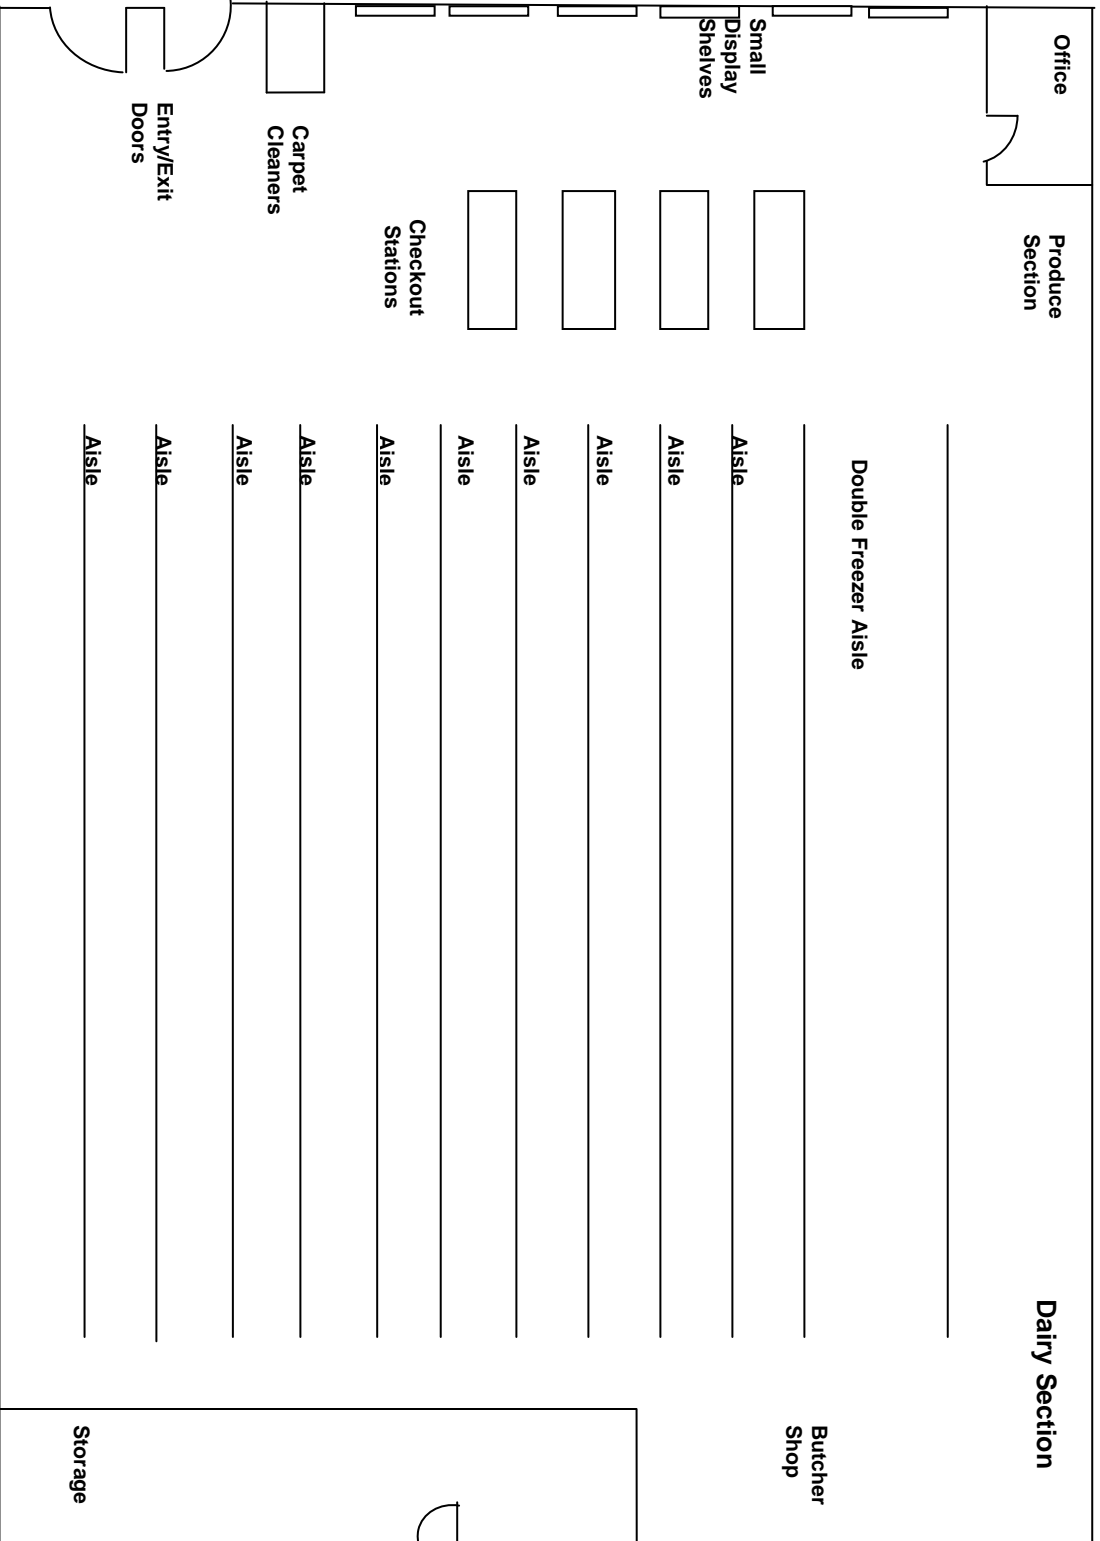 Office
Small
Display
Shelves
Carpet
Cleaners
Entry/Exit
Doors
Produce
Section
Checkout
Stations
Double Freezer Aisle
Aisle
Aisle
Aisle
Aisle
Aisle
Aisle
Aisle
Aisle
Aisle
Aisle
Dairy Section
Butcher
Shop
Storage